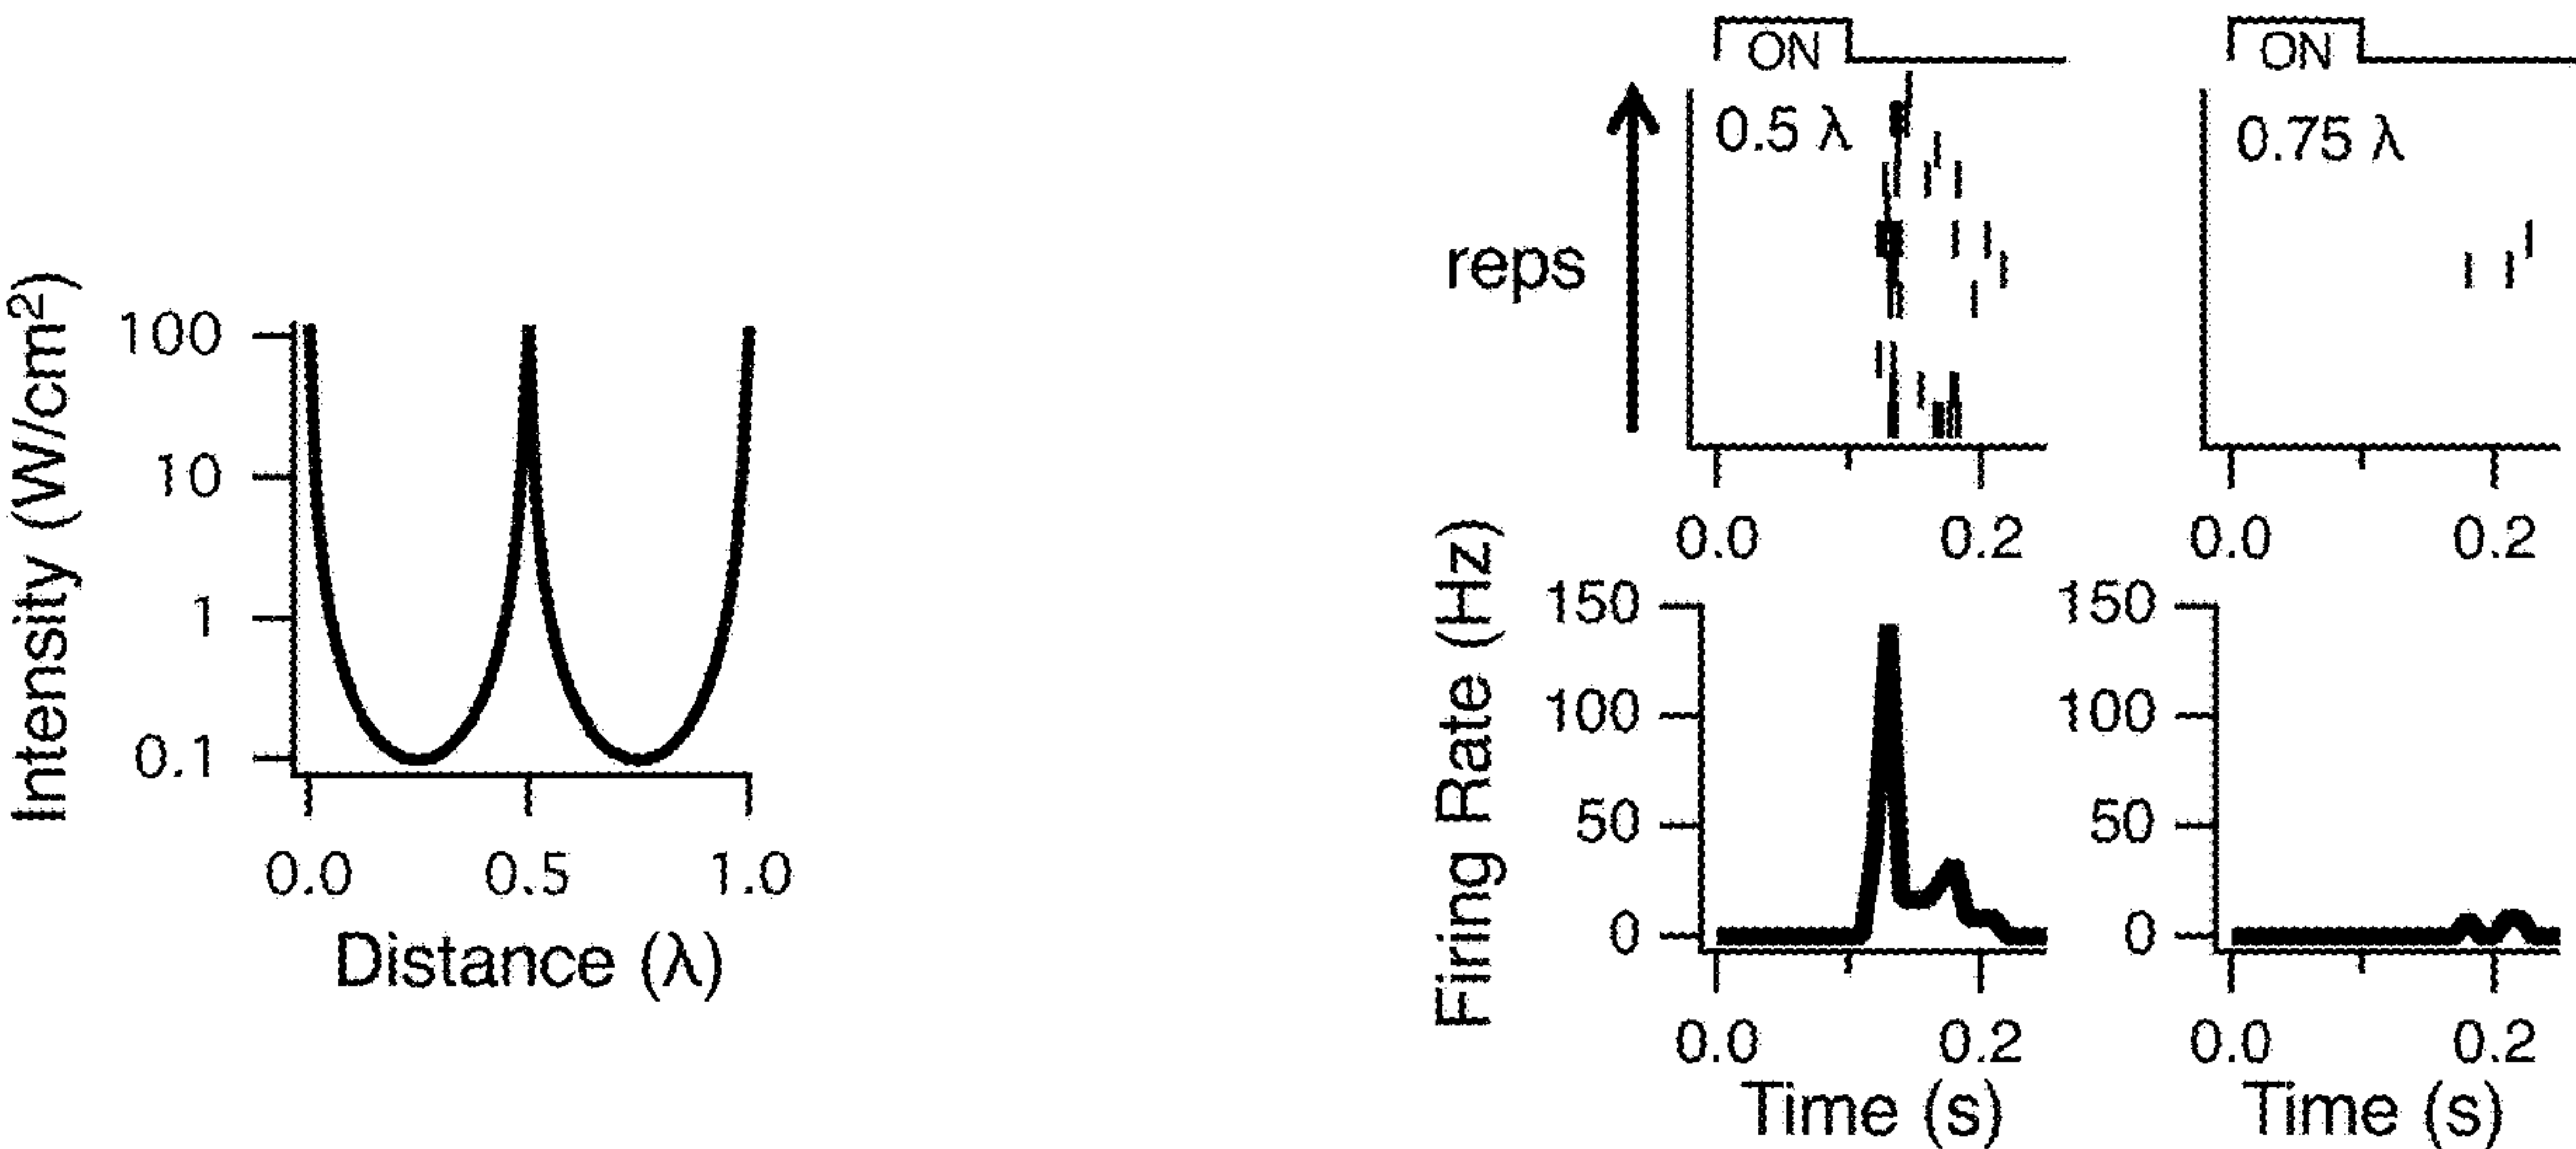 Intensity (W/cm²)
100
10
1
0.1
0.0 0.5 1.0
Distance (λ)
ON ON
0.5 λ 0.75 λ
reps
0.0 0.2 0.0 0.2
Firing Rate (Hz)
150 150
100 100
50 50
0 0
0.0 0.2 0.0 0.2
Time (s) Time (s)